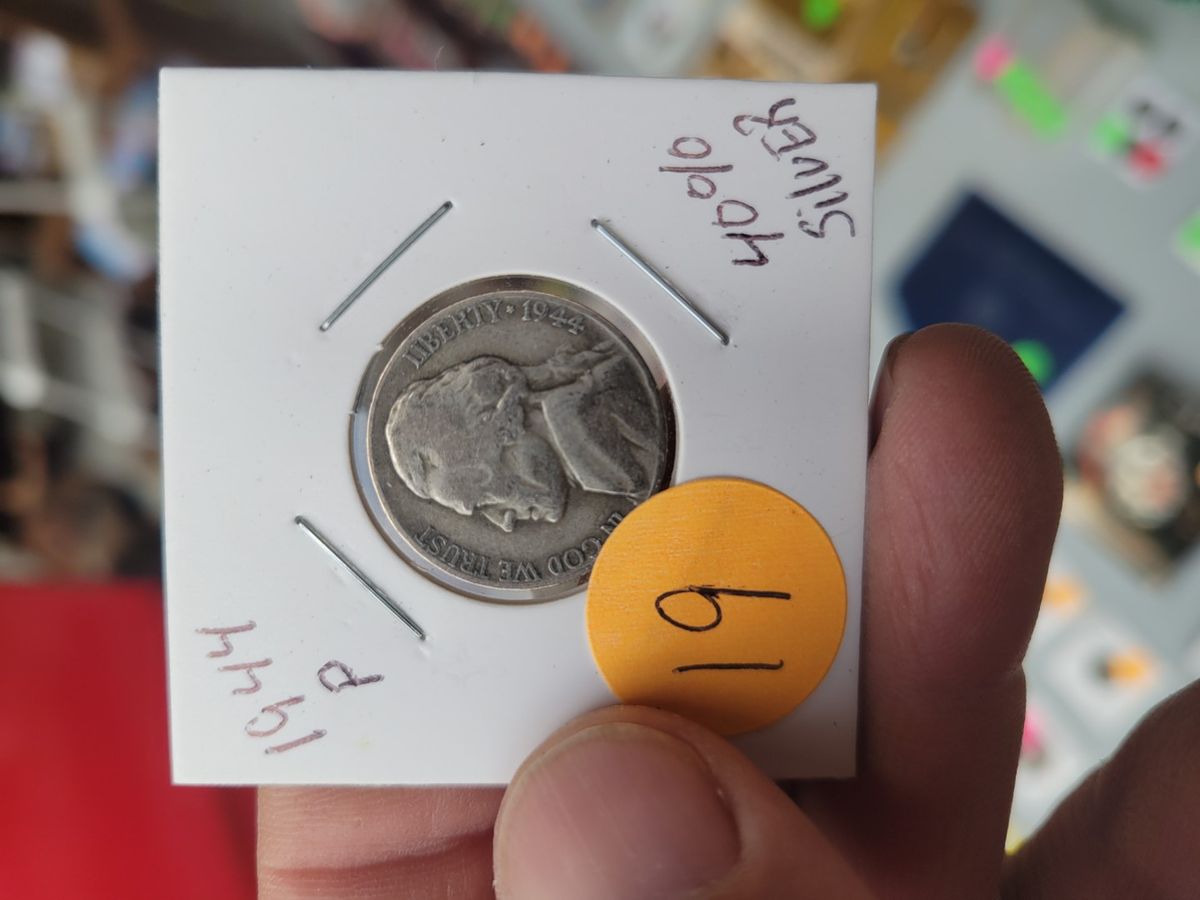 1944
P
40%
SilVER
IN GOD WE TRUST
LIBERTY * 1944
19